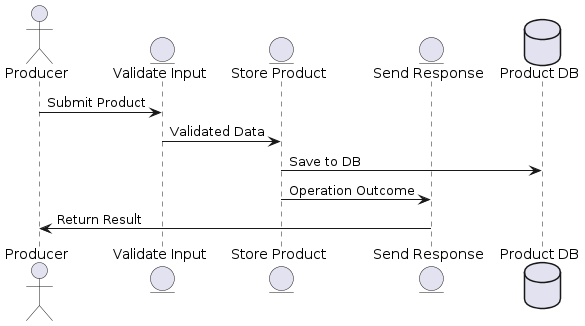 Producer
Validate Input
Store Product
Send Response
Product DB
Submit Product
Validated Data
Save to DB
Operation Outcome
Return Result
Producer
Validate Input
Store Product
Send Response
Product DB